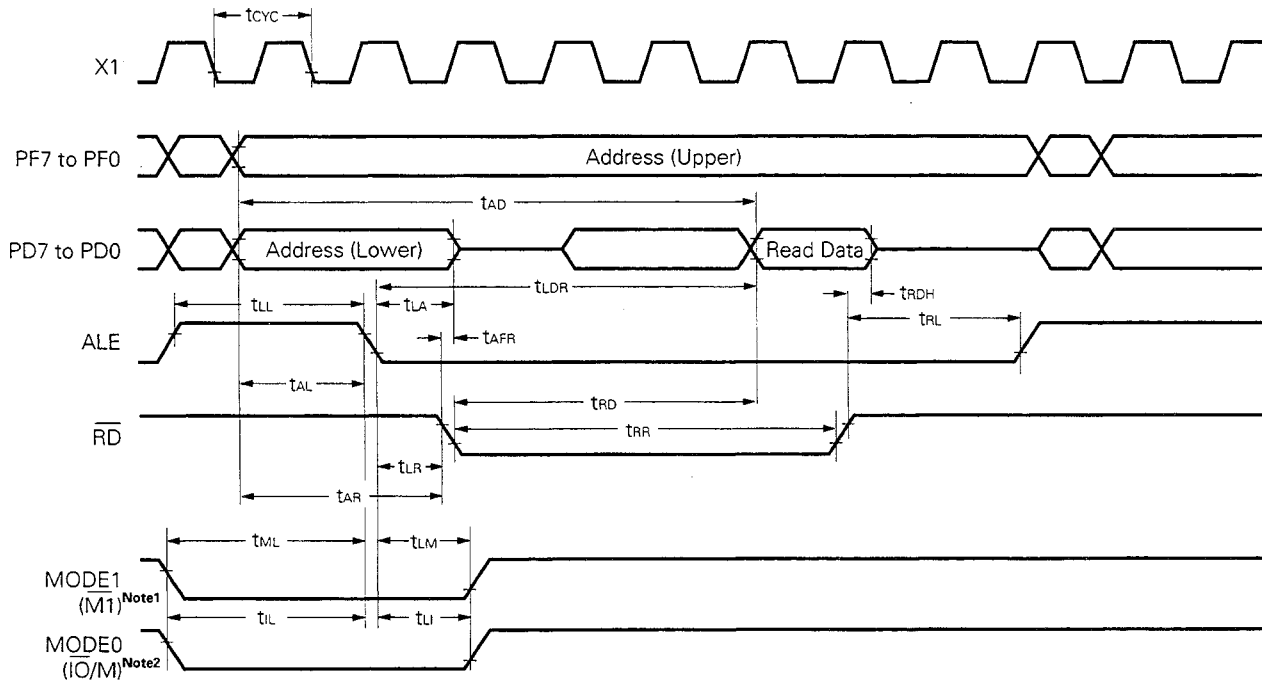 tCYC
X1
PF7 to PF0
Address (Upper)
tAD
PD7 to PD0
Address (Lower)
Read Data
tLDR
tLL
tLA
tRDH
tRL
ALE
tAFR
tAL
tRD
RD
tRR
tLR
tAR
tML
tLM
MODE1
(M1)Note1
tIL
tLI
MODE0
(IO/M)Note2